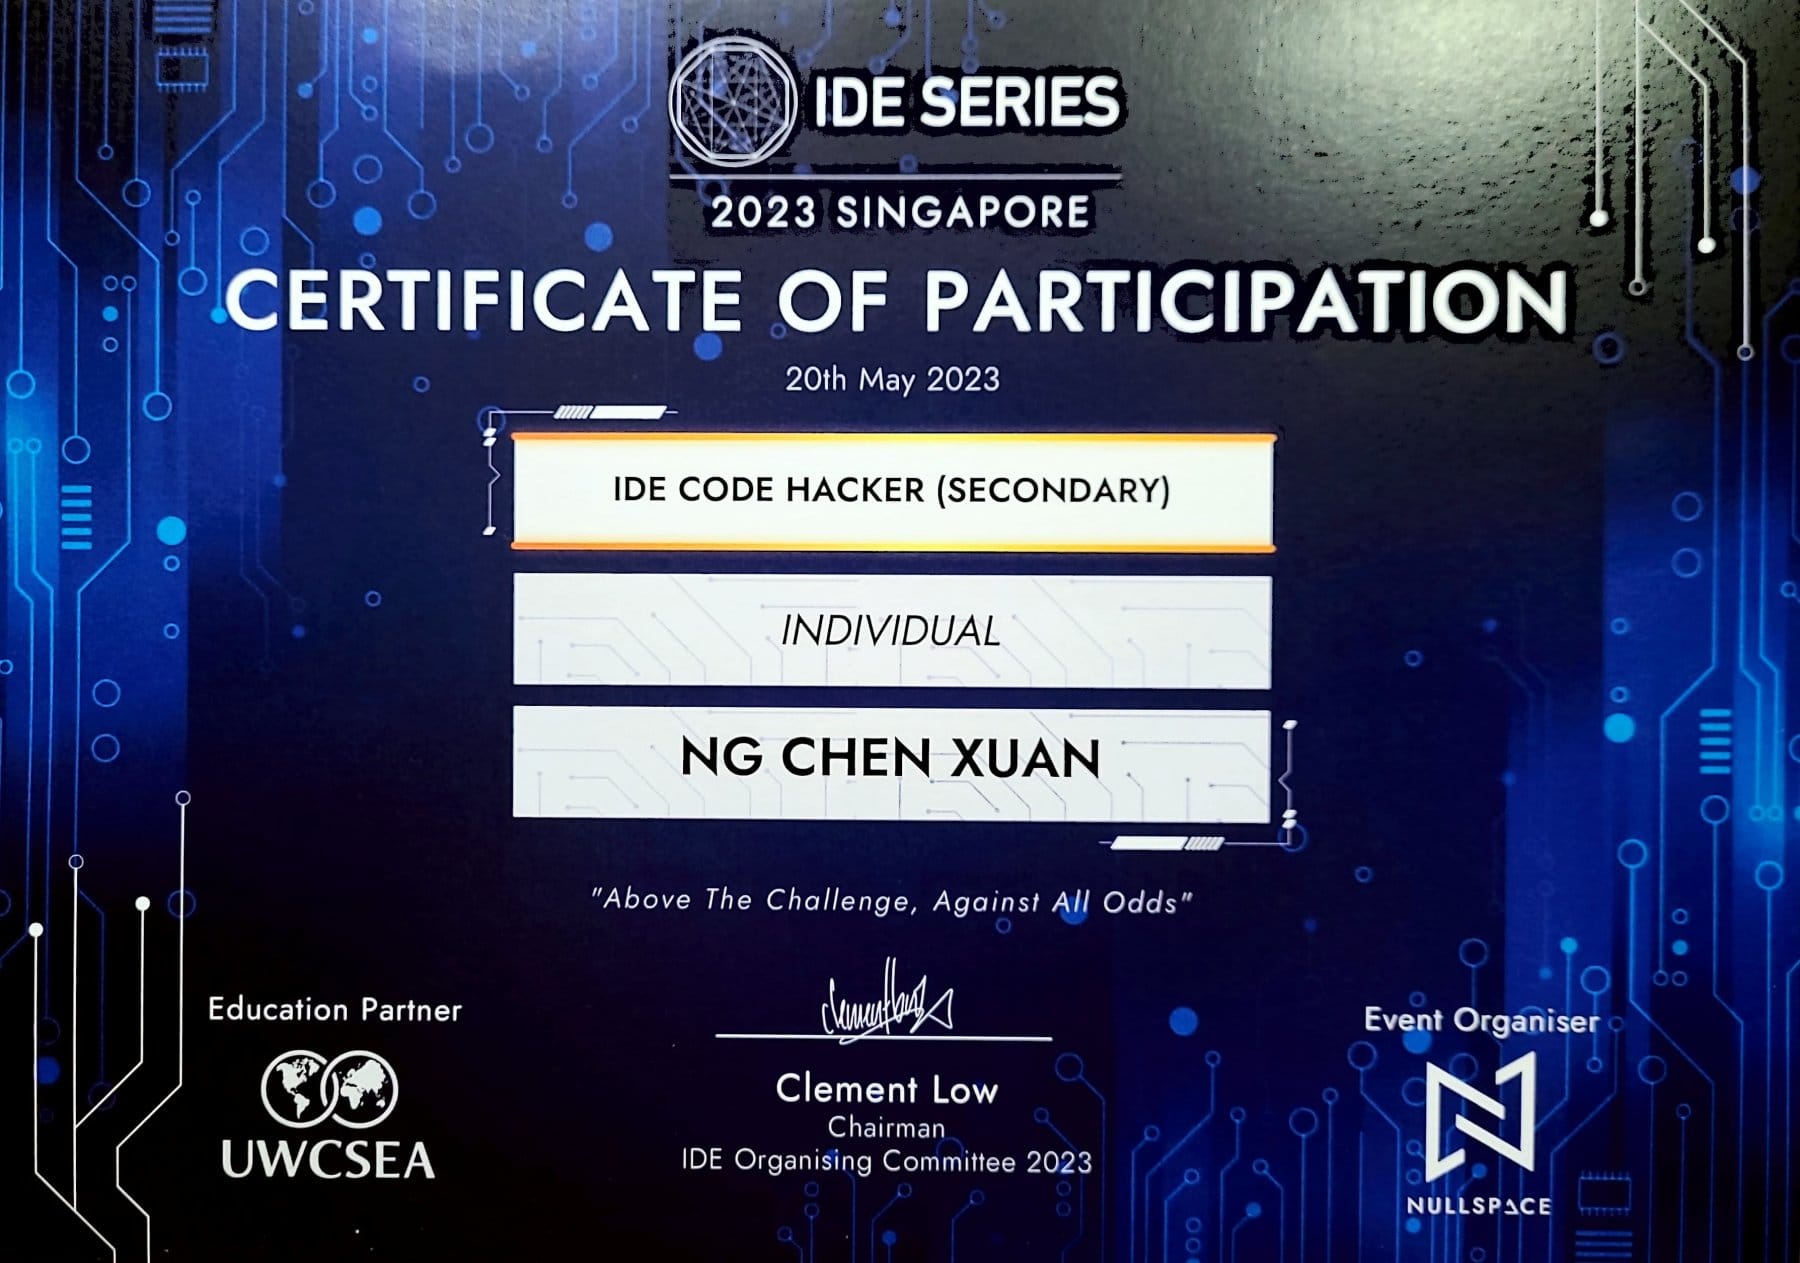 IDE SERIES
2023 SINGAPORE
CERTIFICATE OF PARTICIPATION
20th May 2023
IDE CODE HACKER (SECONDARY)
INDIVIDUAL
NG CHEN XUAN
"Above The Challenge, Against All Odds"
Education Partner
UWCSEA
Clement Low
Chairman
IDE Organising Committee 2023
Event Organiser
NULLSPACE